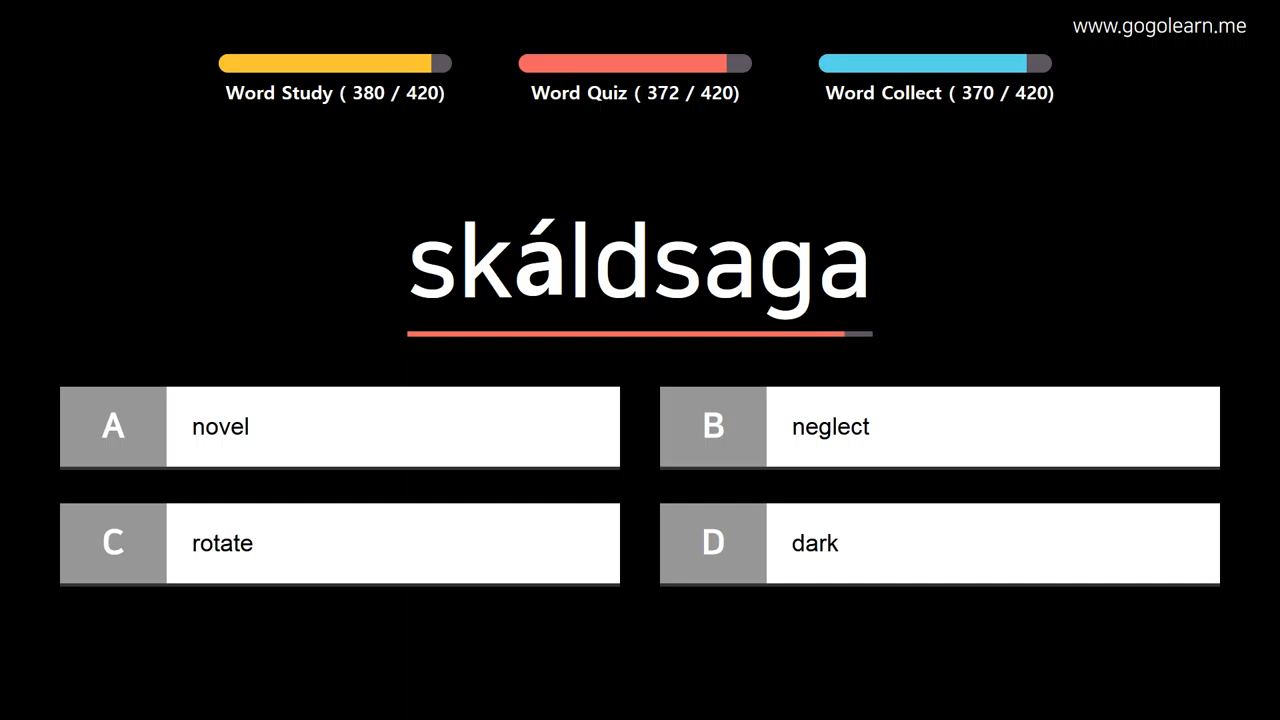 www.gogolearn.me
Word Study ( 380 / 420)
Word Quiz ( 372 / 420)
Word Collect ( 370 / 420)
skáldsaga
A novel
B neglect
C rotate
D dark